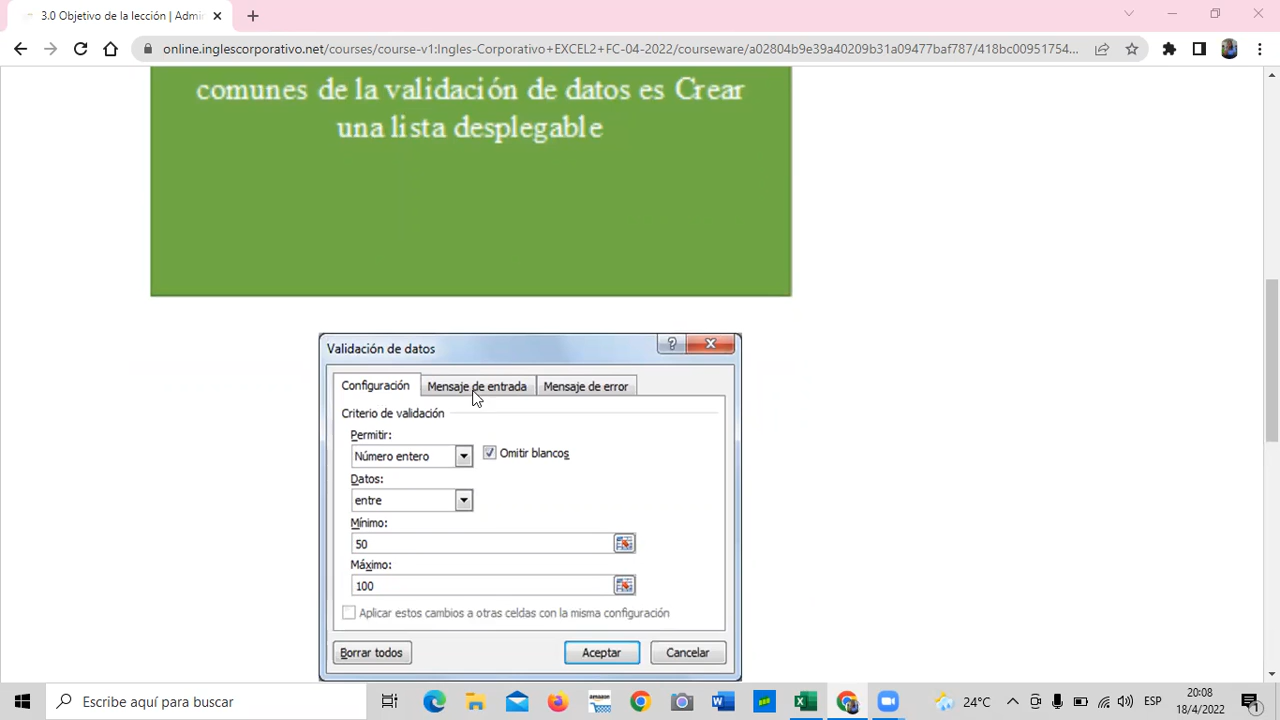 3.0 Objetivo de la lección | Admi
online.inglescorporativo.net/courses/course-v1:Ingles-Corporativo+EXCEL2+FC-04-2022/courseware/a02804b9e39a40209b31a09477baf787/418bc00951754...
comunes de la validación de datos es Crear
una lista desplegable
Validación de datos
Configuración Mensaje de entrada Mensaje de error
Criterio de validación
Permitir:
Número entero Omitir blancos
Datos:
entre
Mínimo:
50
Máximo:
100
Aplicar estos cambios a otras celdas con la misma configuración
Borrar todos Aceptar Cancelar
Escribe aquí para buscar
24°C ESP 20:08
18/4/2022